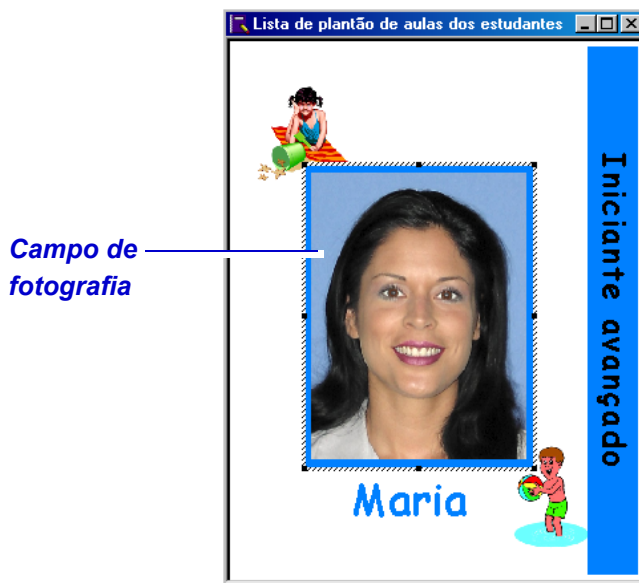 Lista de plantão de aulas dos estudantes
Campo de
fotografia
Iniciante avançado
Maria